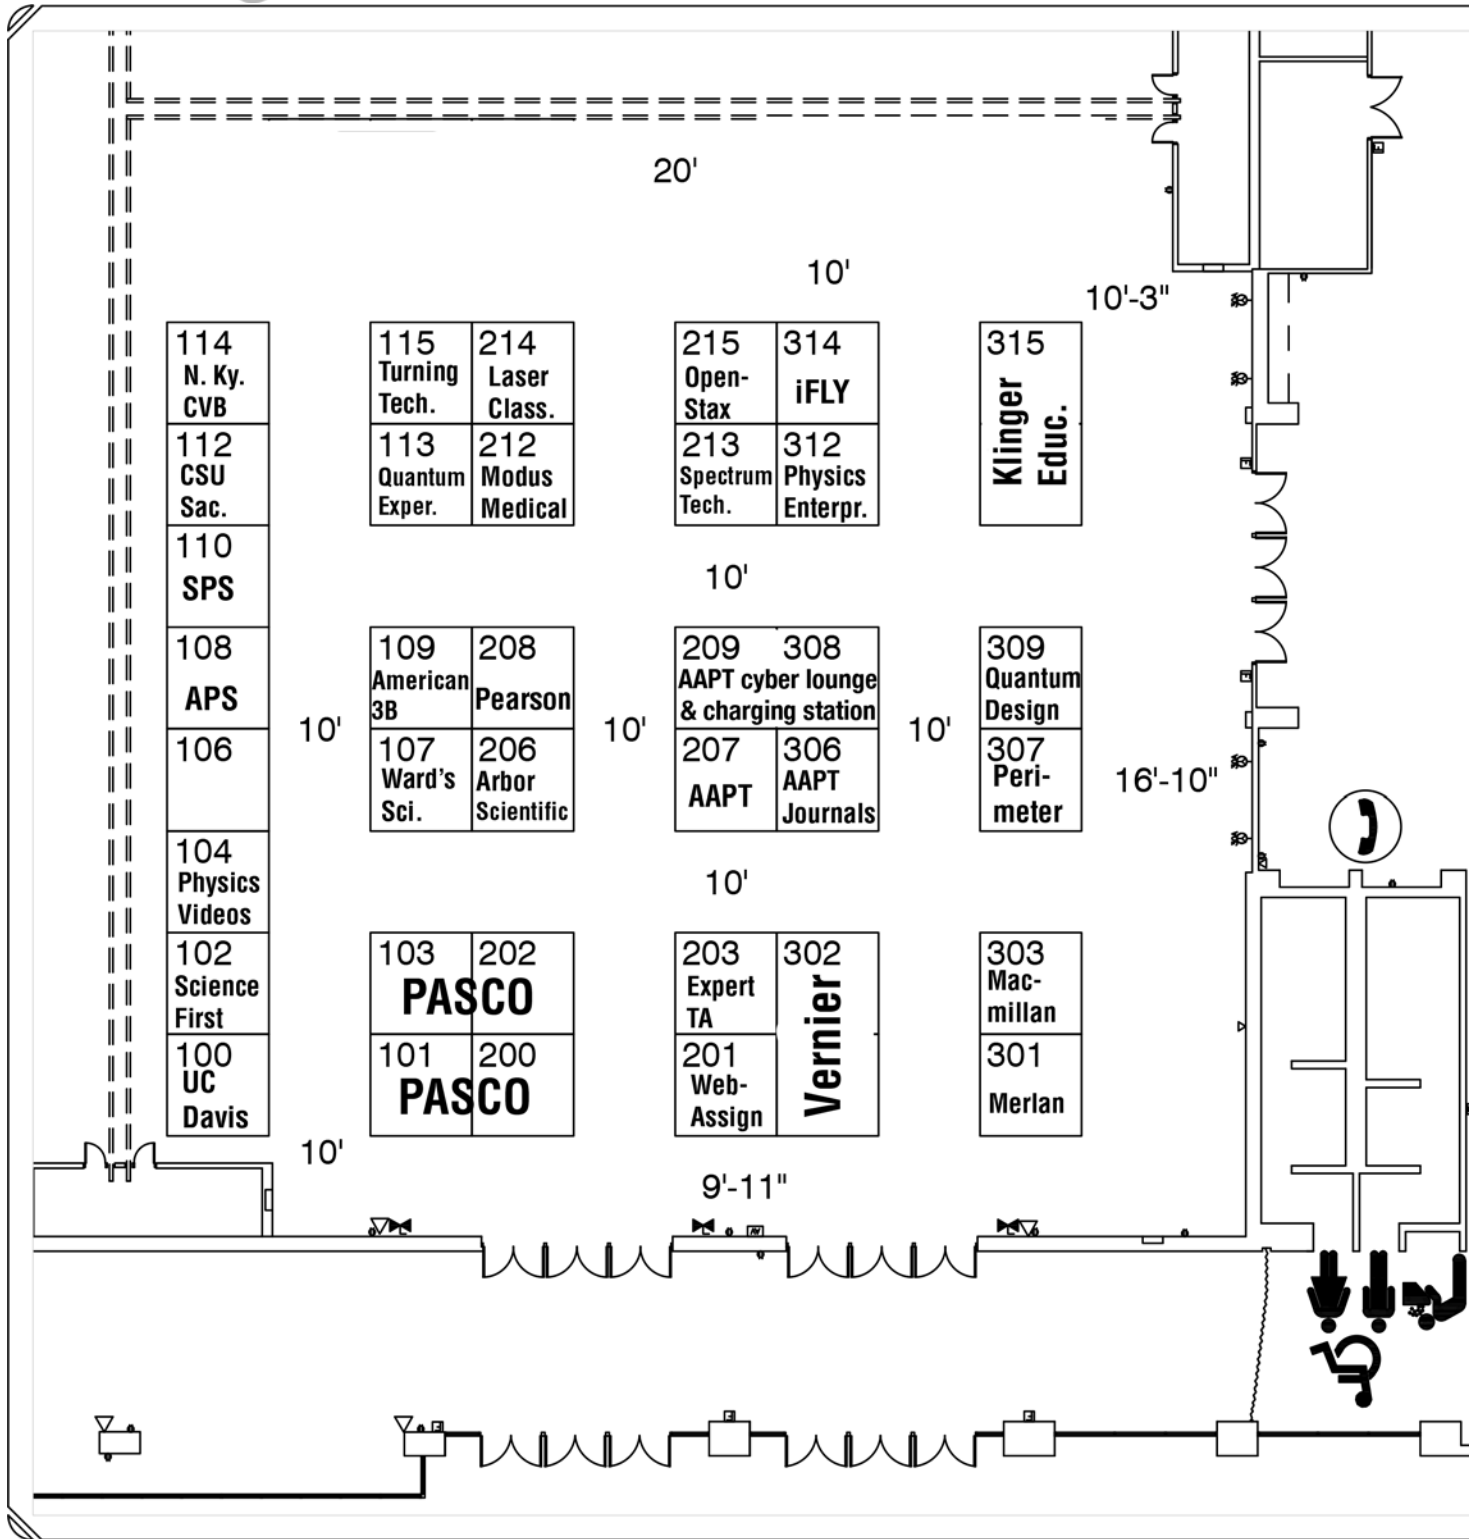 20'
10'
10'-3"
114
N. Ky.
CVB
112
CSU
Sac.
110
SPS
108
APS
106
104
Physics
Videos
102
Science
First
100
UC
Davis
115
Turning
Tech.
214
Laser
Class.
113
Quantum
Exper.
212
Modus
Medical
215
Open-
Stax
314
iFLY
213
Spectrum
Tech.
312
Physics
Enterpr.
315
Klinger
Educ.
10'
109
American
3B
208
Pearson
107
Ward's
Sci.
206
Arbor
Scientific
209 308
AAPT cyber lounge
& charging station
207
AAPT
306
AAPT
Journals
309
Quantum
Design
307
Peri-
meter
10'
10'
10'
16'-10"
10'
103 202
PASCO
101 200
PASCO
203
Expert
TA
201
Web-
Assign
302
Vernier
303
Mac-
millan
301
Merlan
10'
9'-11"